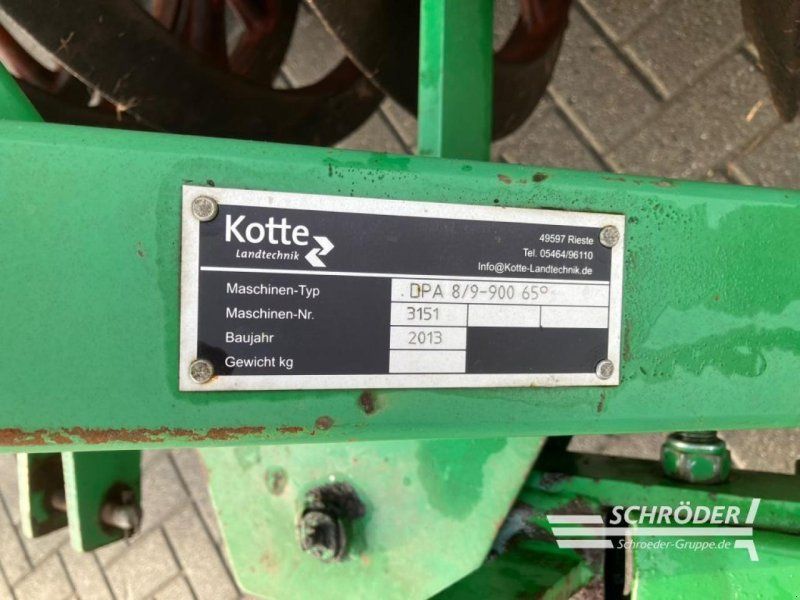 Kotte
Landtechnik
49597 Rieste
Tel. 05464/96110
Info@Kotte-Landtechnik.de
Maschinen-Typ DPA 8/9-900 65°
Maschinen-Nr. 3151
Baujahr 2013
Gewicht kg
SCHRÖDER
Schroeder-Gruppe.de